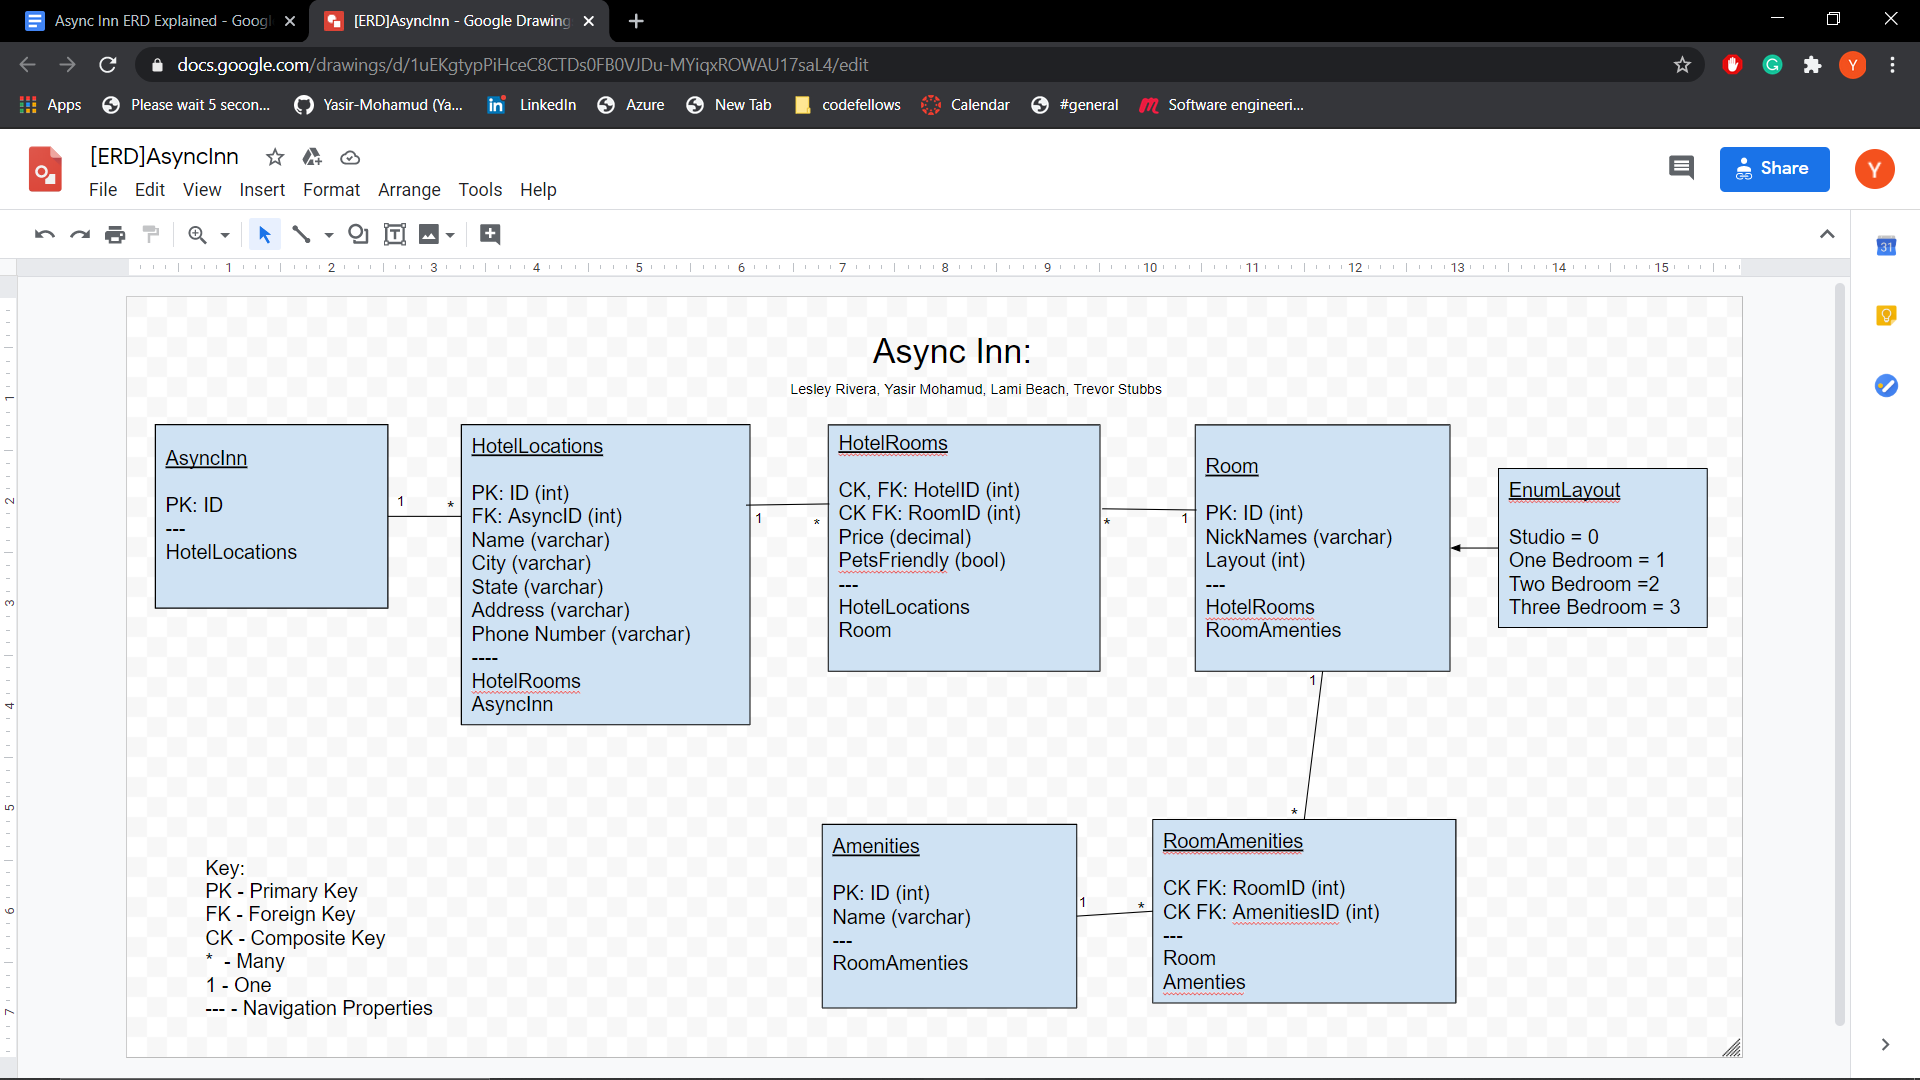 Async Inn ERD Explained - Googl
[ERD]AsyncInn - Google Drawing
docs.google.com/drawings/d/1uEKgtypPiHceC8CTDs0FB0VJDu-MYiqxROWAU17saL4/edit
Y
Apps
Please wait 5 secon...
Yasir-Mohamud (Ya...
LinkedIn
Azure
New Tab
codefellows
Calendar
#general
Software engineeri...
[ERD]AsyncInn
File Edit View Insert Format Arrange Tools Help
Share
Y
31
1 2 3 4 5 6 7 8 9 10 11 12 13 14 15
1
2
3
4
5
6
7
Async Inn:
Lesley Rivera, Yasir Mohamud, Lami Beach, Trevor Stubbs
AsyncInn
PK: ID
---
HotelLocations
1 *
HotelLocations
PK: ID (int)
FK: AsyncID (int)
Name (varchar)
City (varchar)
State (varchar)
Address (varchar)
Phone Number (varchar)
----
HotelRooms
AsyncInn
1 *
HotelRooms
CK, FK: HotelID (int)
CK FK: RoomID (int)
Price (decimal)
PetsFriendly (bool)
---
HotelLocations
Room
* 1
Room
PK: ID (int)
NickNames (varchar)
Layout (int)
---
HotelRooms
RoomAmenties
EnumLayout
Studio = 0
One Bedroom = 1
Two Bedroom =2
Three Bedroom = 3
1
*
Amenities
PK: ID (int)
Name (varchar)
---
RoomAmenties
1 *
RoomAmenities
CK FK: RoomID (int)
CK FK: AmenitiesID (int)
---
Room
Amenties
Key:
PK - Primary Key
FK - Foreign Key
CK - Composite Key
* - Many
1 - One
--- - Navigation Properties